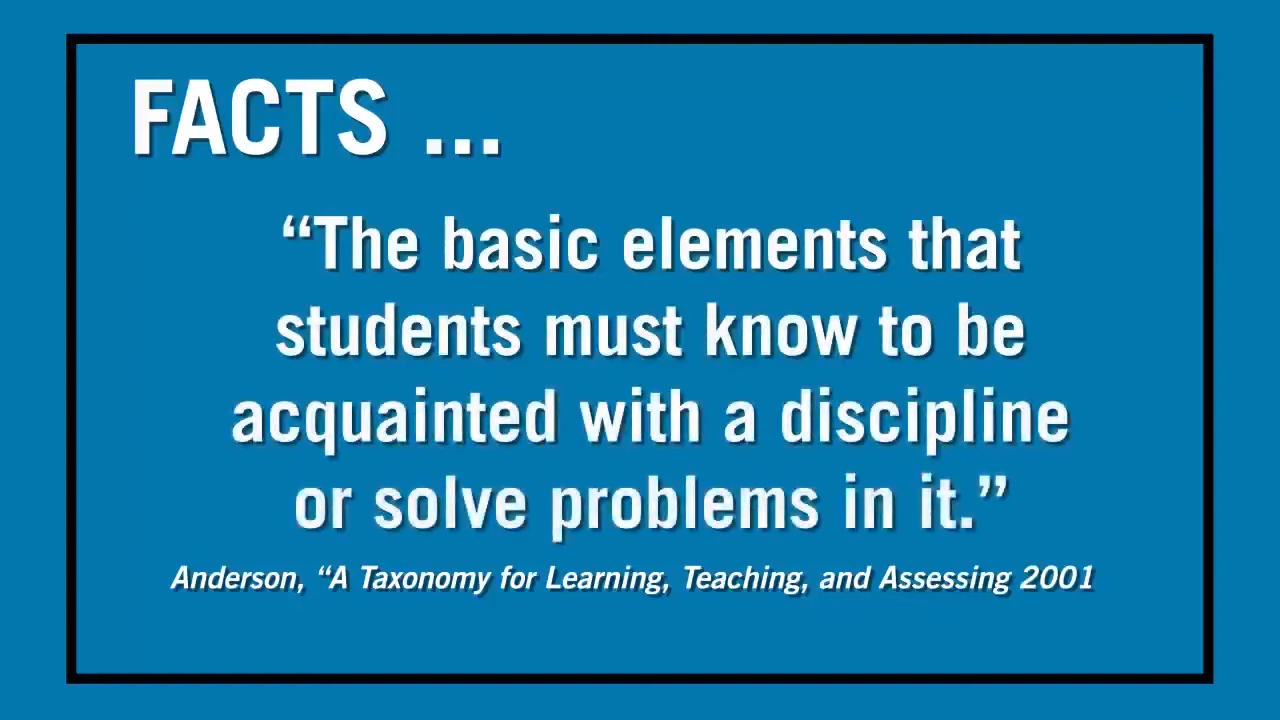 FACTS ...
“The basic elements that
students must know to be
acquainted with a discipline
or solve problems in it.”
Anderson, “A Taxonomy for Learning, Teaching, and Assessing 2001